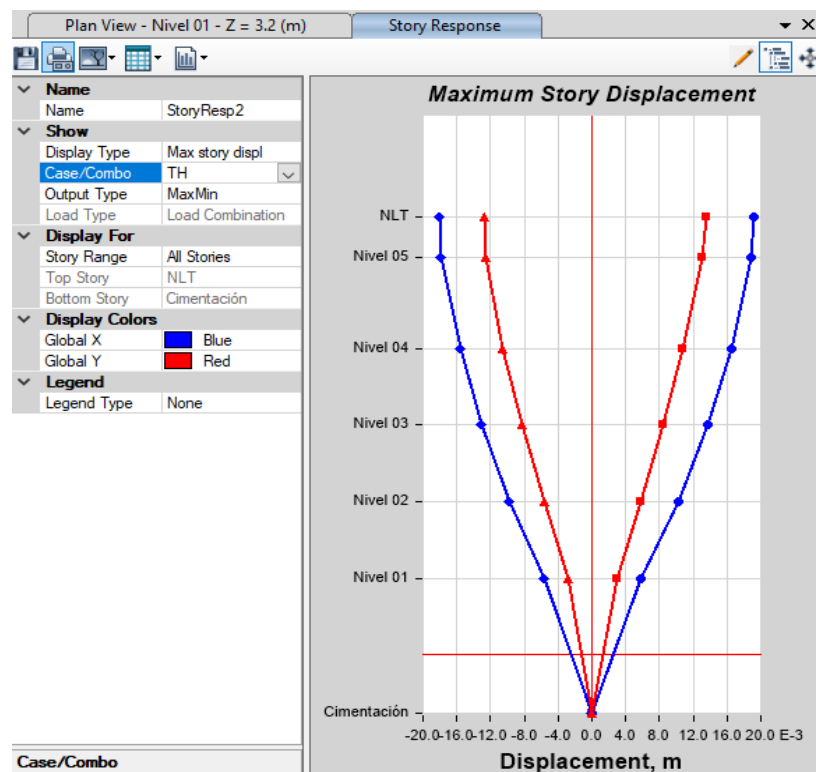 Plan View - Nivel 01 - Z = 3.2 (m)
Story Response
Name
Name StoryResp2
Show
Display Type Max story displ
Case/Combo TH
Output Type MaxMin
Load Type Load Combination
Display For
Story Range All Stories
Top Story NLT
Bottom Story Cimentación
Display Colors
Global X Blue
Global Y Red
Legend
Legend Type None
Case/Combo
Maximum Story Displacement
NLT
Nivel 05
Nivel 04
Nivel 03
Nivel 02
Nivel 01
Cimentación
-20.0 -16.0 -12.0 -8.0 -4.0 0.0 4.0 8.0 12.0 16.0 20.0 E-3
Displacement, m